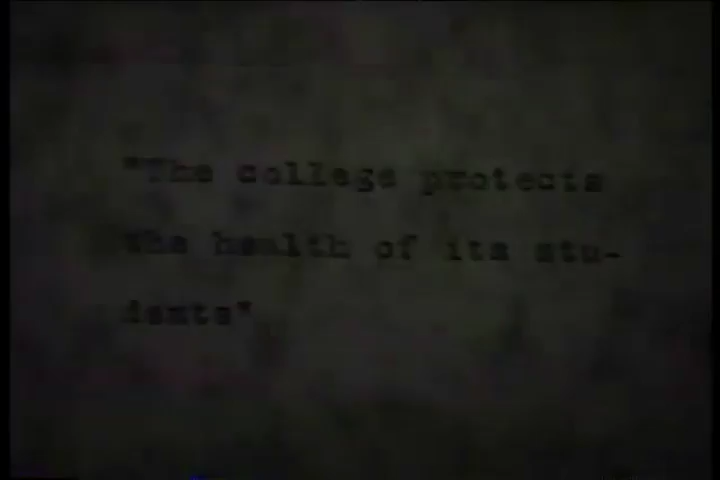 "The college protects
the health of its stu-
dents"